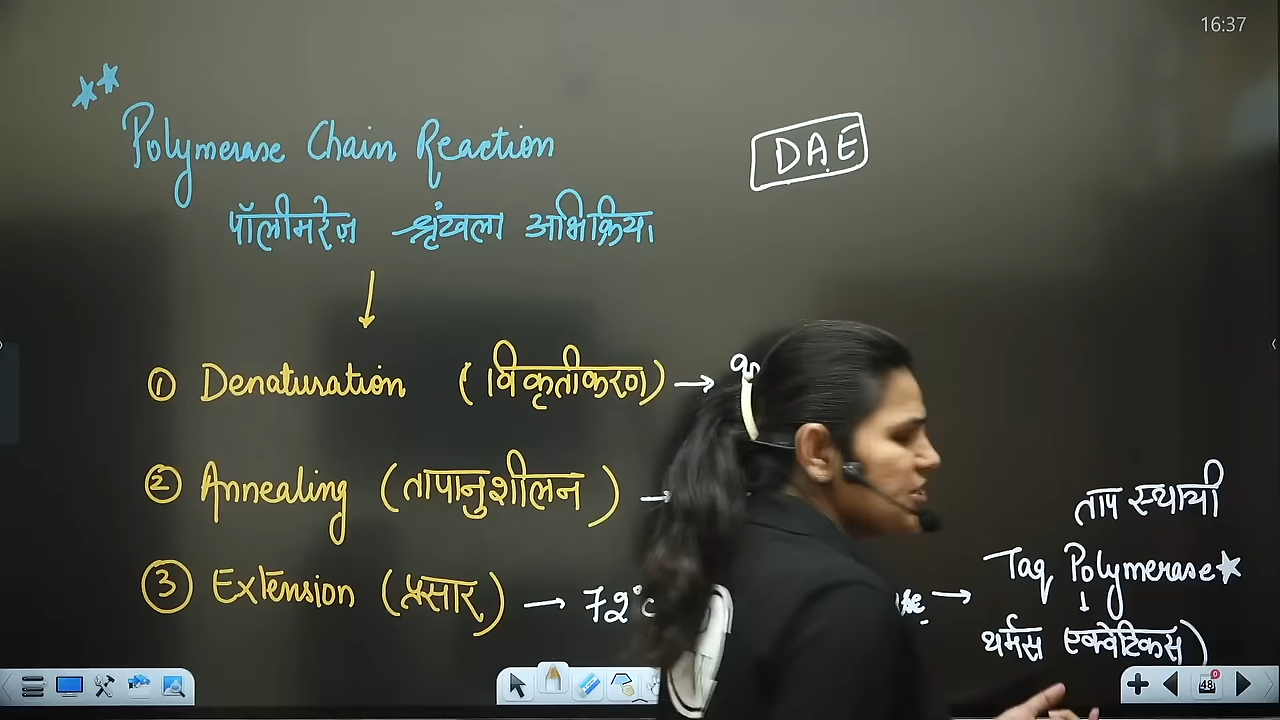 16:37
Polymerase Chain Reaction
DAE
पॉलीमरेज़ श्रृंखला अभिक्रिया
↓
① Denaturation (विकृतीकरण) →
② Annealing (तापानुशीलन) →
ताप स्थायी
③ Extension (प्रसार) → 72°C
→ Taq Polymerase
↓
थर्मस एक्वेटिकस)
48